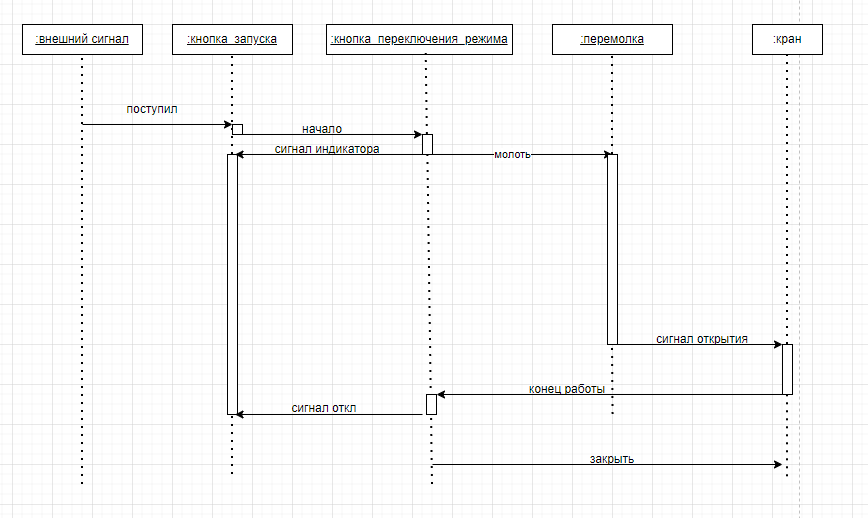 :внешний сигнал
:кнопка_запуска
:кнопка_переключения_режима
:перемолка
:кран
поступил
начало
сигнал индикатора
молоть
сигнал открытия
конец работы
сигнал откл
закрыть